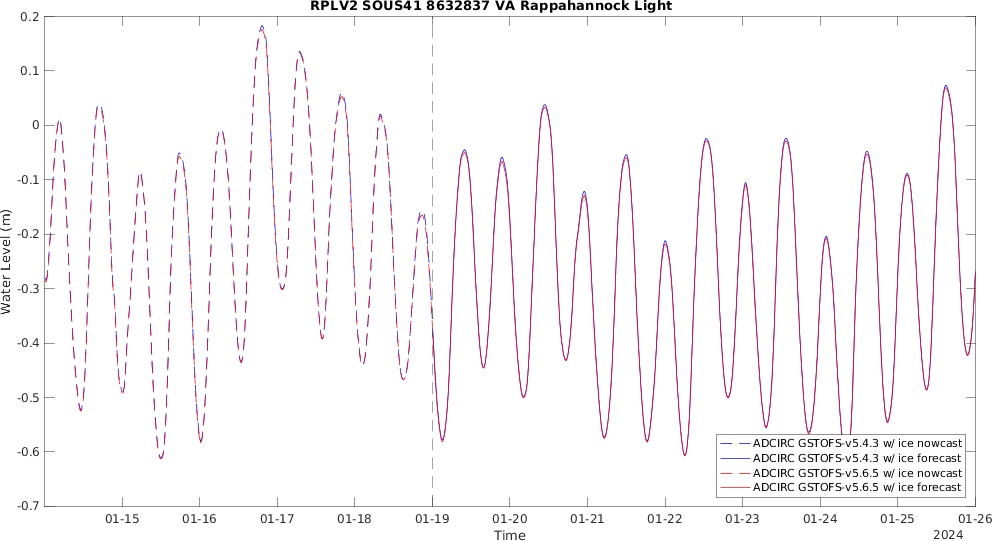 RPLV2 SOUS41 8632837 VA Rappahannock Light
0.2
0.1
0
-0.1
-0.2
-0.3
-0.4
-0.5
-0.6
-0.7
Water Level (m)
ADCIRC GSTOFS-v5.4.3 w/ ice nowcast
ADCIRC GSTOFS-v5.4.3 w/ ice forecast
ADCIRC GSTOFS-v5.6.5 w/ ice nowcast
ADCIRC GSTOFS-v5.6.5 w/ ice forecast
01-15 01-16 01-17 01-18 01-19 01-20 01-21 01-22 01-23 01-24 01-25 01-26
Time
2024